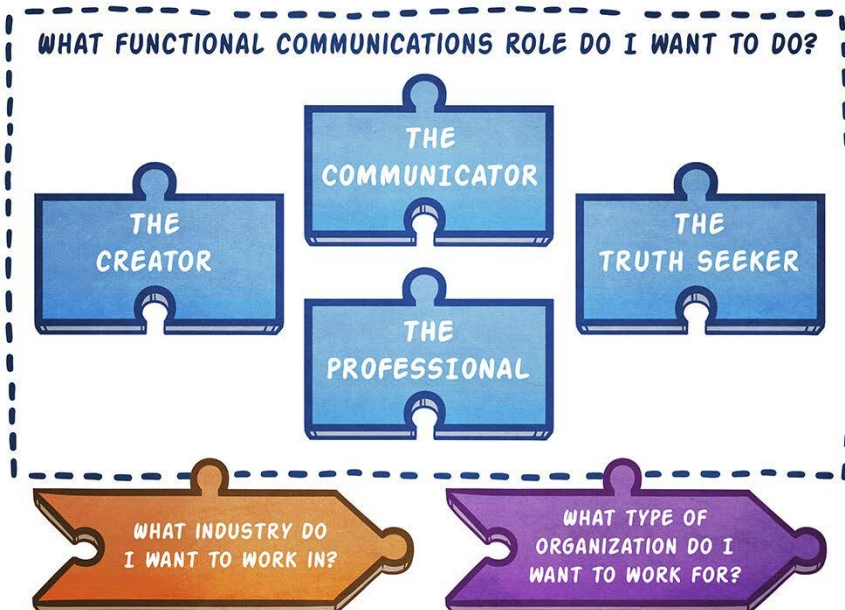 WHAT FUNCTIONAL COMMUNICATIONS ROLE DO I WANT TO DO?
THE
COMMUNICATOR
THE
CREATOR
THE
TRUTH SEEKER
THE
PROFESSIONAL
WHAT INDUSTRY DO
I WANT TO WORK IN?
WHAT TYPE OF
ORGANIZATION DO I
WANT TO WORK FOR?